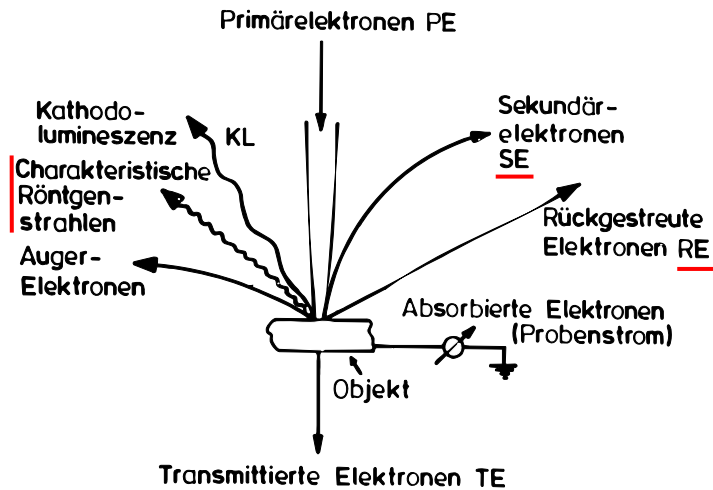 Primärelektronen PE
Kathodo-
lumineszenz
KL
Charakteristische
Röntgen-
strahlen
Auger-
Elektronen
Sekundär-
elektronen
SE
Rückgestreute
Elektronen RE
Absorbierte Elektronen
(Probenstrom)
Objekt
Transmittierte Elektronen TE